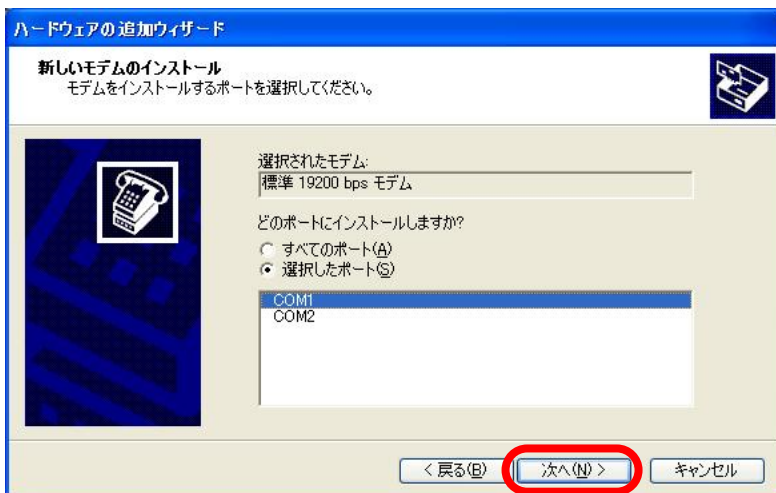 ハードウェアの追加ウィザード
新しいモデムのインストール
モデムをインストールするポートを選択してください。
選択されたモデム:
標準 19200 bps モデム
どのポートにインストールしますか?
すべてのポート(A)
選択したポート(S)
COM1
COM2
< 戻る(B) 次へ(N) > キャンセル